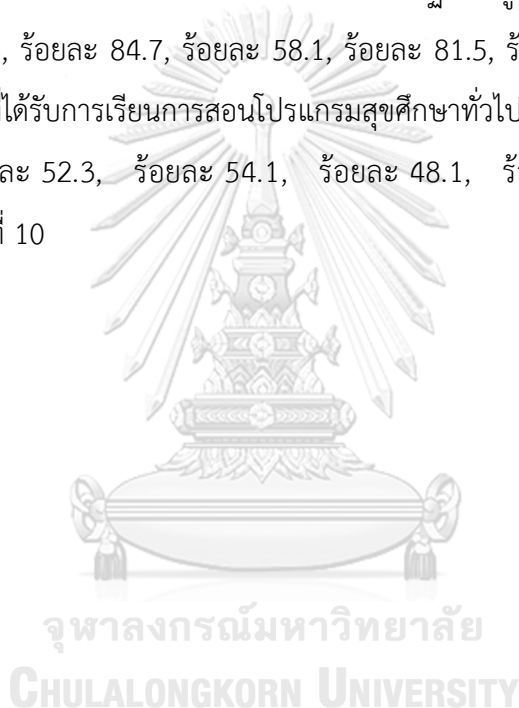 , ร้อยละ 84.7, ร้อยละ 58.1, ร้อยละ 81.5,
ได้รับการเรียนการสอนโปรแกรมสุขศึกษาทั่วไป
ละ 52.3, ร้อยละ 54.1, ร้อยละ 48.1,
ที่ 10
จุฬาลงกรณ์มหาวิทยาลัย
CHULALONGKORN UNIVERSITY